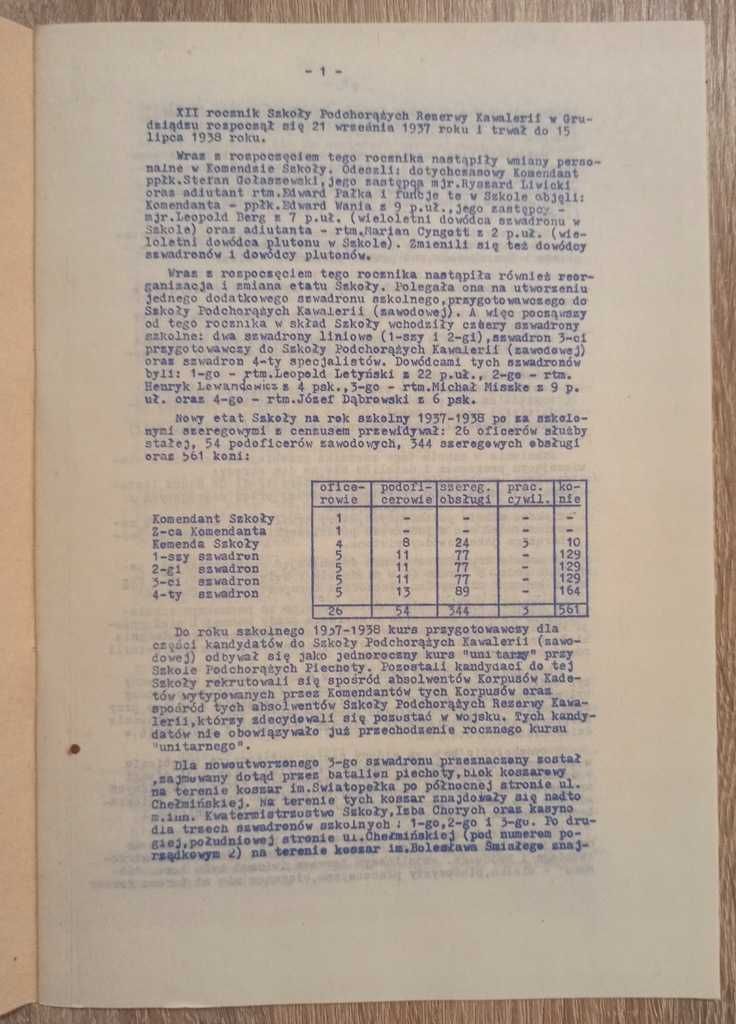 - 1 -
XII rocznik Szkoły Podchorążych Rezerwy Kawalerii w Gru-
dziądzu rozpoczął się 21 września 1937 roku i trwał do 15
lipca 1938 roku.
Wraz z rozpoczęciem tego rocznika nastąpiły wmiany perso-
nalne w Komendzie Szkoły. Odeszli: dotychczasowy Komendant
ppłk.Stefan Gołaszewski,jego zastępca mjr.Ryszard Liwicki
oraz adiutant rtm.Edward Pałka i funkcje te w Szkole objęli:
Komendanta - ppłk.Edward Wania z 9 p.uł.,jego zastępcy -
mjr.Leopold Berg z 7 p.uł. (wieloletni dowódca szwadronu w
Szkole) oraz adiutanta - rtm.Marian Cyngott z 2 p.uł. (wie-
loletni dowódca plutonu w Szkole). Zmienili się też dowódcy
szwadronów i dowódcy plutonów.
Wraz z rozpoczęciem tego rocznika nastąpiła również reor-
ganizacja i zmiana etatu Szkoły. Polegała ona na utworzeniu
jednego dodatkowego szwadronu szkolnego,przygotowawczego do
Szkoły Podchorążych Kawalerii (zawodowej). A więc począwszy
od tego rocznika w skład Szkoły wchodziły cztery szwadrony
szkolne: dwa szwadrony liniowe (1-szy i 2-gi),szwadron 3-ci
przygotowawczy do Szkoły Podchorążych Kawalerii (zawodowej)
oraz szwadron 4-ty specjalistów. Dowódcami tych szwadronów
byli: 1-go - rtm.Leopold Letyński z 22 p.uł., 2-go - rtm.
Henryk Lewandowicz z 4 psk.,3-go - rtm.Michał Miszke z 9 p.
uł. oraz 4-go - rtm.Józef Dąbrowski z 6 psk.
Nowy etat Szkoły na rok szkolny 1937-1938 po za szkolo-
nymi szeregowymi z cenzusem przewidywał: 26 oficerów służby
stałej, 54 podoficerów zawodowych, 344 szeregowych obsługi
oraz 561 koni:
ofice- podofi- szereg. prac. ko-
rowie cerowie obsługi cywil. nie
Komendant Szkoły 1 - - - -
Z-ca Komendanta 1 - - - -
Komenda Szkoły 4 8 24 3 10
1-szy szwadron 5 11 77 - 129
2-gi szwadron 5 11 77 - 129
3-ci szwadron 5 11 77 - 129
4-ty szwadron 5 13 89 - 164
26 54 344 3 561
Do roku szkolnego 1937-1938 kurs przygotowawczy dla
części kandydatów do Szkoły Podchorążych Kawalerii (zawo-
dowej) odbywał się jako jednoroczny kurs "unitarny" przy
Szkole Podchorążych Piechoty. Pozostali kandydaci do tej
Szkoły rekrutowali się spośród absolwentów Korpusów Kade-
tów wytypowanych przez Komendantów tych Korpusów oraz
spośród tych absolwentów Szkoły Podchorążych Rezerwy Kawa-
lerii,którzy zdecydowali się pozostać w wojsku. Tych kandy-
datów nie obowiązywało już przechodzenie rocznego kursu
"unitarnego".
Dla nowoutworzonego 3-go szwadronu przeznaczony został
,zajmowany dotąd przez batalion piechoty,blok koszarowy
na terenie koszar im.Swiatopełka po północnej stronie ul.
Chełmińskiej. Na terenie tych koszar znajdowały się nadto
m.inn. Kwatermistrzostwo Szkoły,Izba Chorych oraz kasyno
dla trzech szwadronów szkolnych : 1-go,2-go i 3-go. Po dru-
giej,południowej stronie ul.Chełmińskiej (pod numerem po-
rządkowym 2) na terenie koszar im.Bolesława Śmiałego znaj-